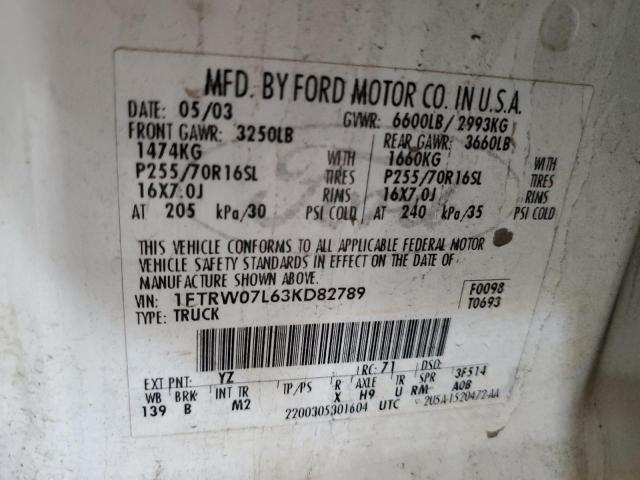 MFD. BY FORD MOTOR CO. IN U.S.A.
DATE: 05/03 GVWR: 6600LB/ 2993KG
FRONT GAWR: 3250LB REAR GAWR: 3660LB
1474KG WITH 1660KG WITH
P255/70R16SL TIRES P255/70R16SL TIRES
16X7.0J RIMS 16X7.0J RIMS
AT 205 kPa/30 PSI COLD AT 240 kPa/35 PSI COLD
THIS VEHICLE CONFORMS TO ALL APPLICABLE FEDERAL MOTOR
VEHICLE SAFETY STANDARDS IN EFFECT ON THE DATE OF
MANUFACTURE SHOWN ABOVE.
VIN: 1FTRW07L63KD82789 F0098
TYPE: TRUCK T0693
EXT PNT: YZ RC: 71 DSO: 3F514
WB BRK INT TR TP/PS R AXLE TR SPR
139 B M2 X H9 U RM A0B
2200305301604 UTC 2U5A-1520472-AA
Ford